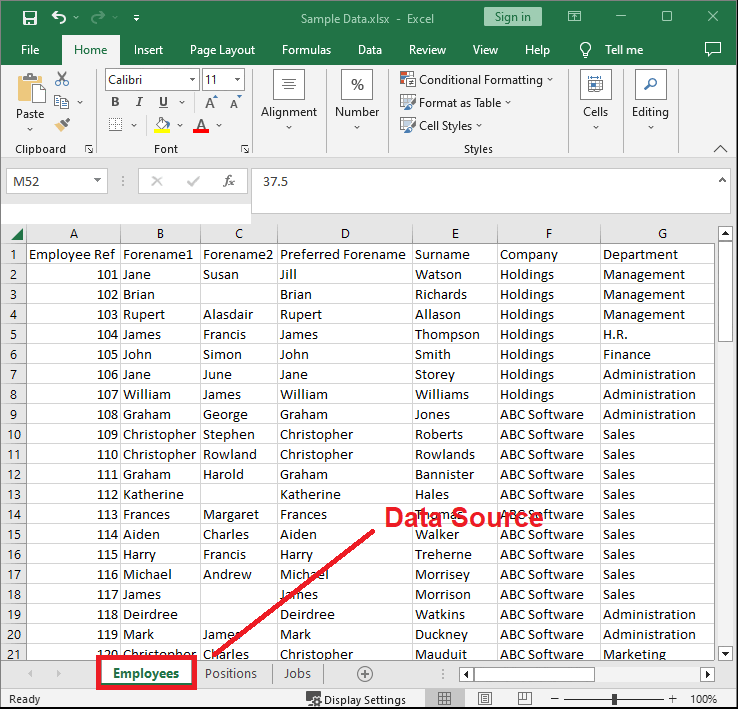 Sample Data.xlsx - Excel
Sign in
File Home Insert Page Layout Formulas Data Review View Help Tell me
Calibri 11
Conditional Formatting
Format as Table
Cell Styles
Paste
B I U A A
A
Alignment
%
Number
Cells
Editing
Clipboard Font Styles
M52 fx 37.5
A B C D E F G
1 Employee Ref Forename1 Forename2 Preferred Forename Surname Company Department
2 101 Jane Susan Jill Watson Holdings Management
3 102 Brian Brian Richards Holdings Management
4 103 Rupert Alasdair Rupert Allason Holdings Management
5 104 James Francis James Thompson Holdings H.R.
6 105 John Simon John Smith Holdings Finance
7 106 Jane June Jane Storey Holdings Administration
8 107 William James William Williams Holdings Administration
9 108 Graham George Graham Jones ABC Software Administration
10 109 Christopher Stephen Christopher Roberts ABC Software Sales
11 110 Christopher Rowland Christopher Rowlands ABC Software Sales
12 111 Graham Harold Graham Bannister ABC Software Sales
13 112 Katherine Katherine Hales ABC Software Sales
14 113 Frances Margaret Frances Thomas ABC Software Sales
Data Source
15 114 Aiden Charles Aiden Walker ABC Software Sales
16 115 Harry Francis Harry Treherne ABC Software Sales
17 116 Michael Andrew Michael Morrisey ABC Software Sales
18 117 James James Morrison ABC Software Sales
19 118 Deirdree Deirdree Watkins ABC Software Administration
20 119 Mark James Mark Duckney ABC Software Administration
21 120 Christopher Charles Christopher Mauduit ABC Software Marketing
Employees Positions Jobs
Ready Display Settings 100%